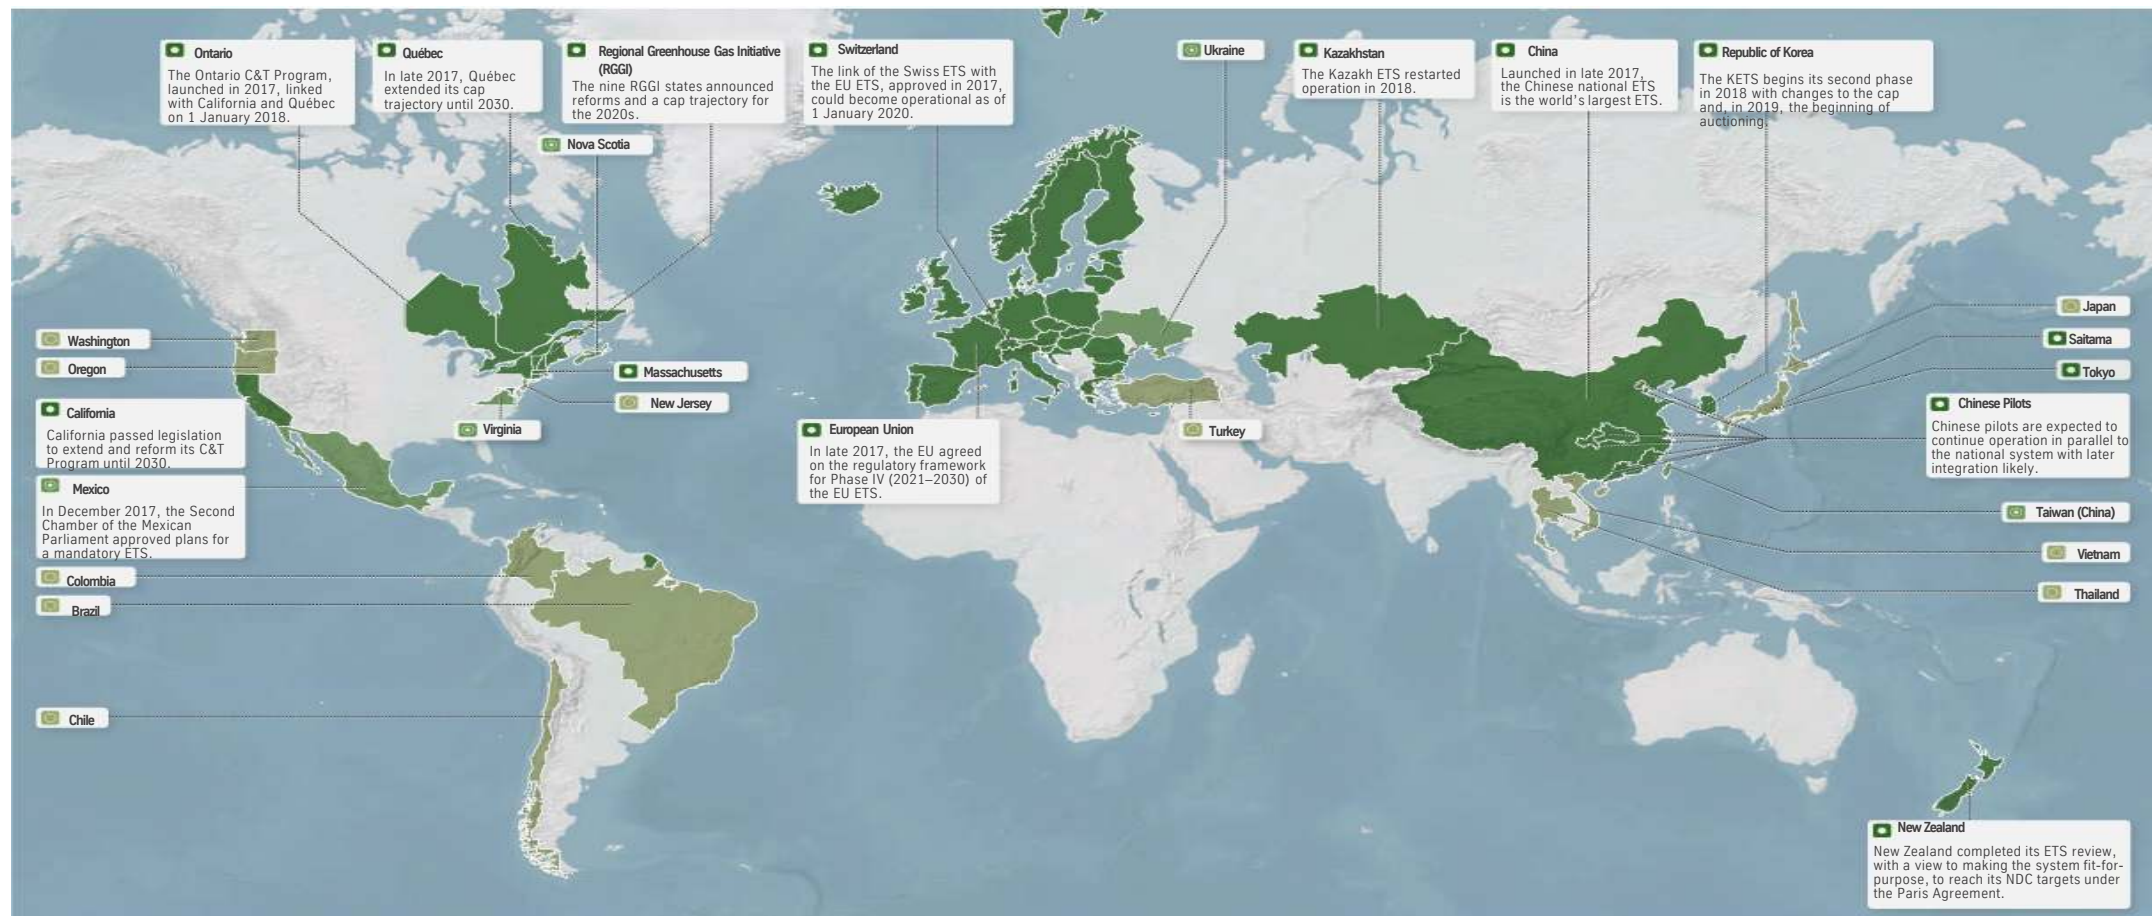 Ontario
The Ontario C&T Program,
launched in 2017, linked
with California and Québec
on 1 January 2018.
Québec
In late 2017, Québec
extended its cap
trajectory until 2030.
Regional Greenhouse Gas Initiative
(RGGI)
The nine RGGI states announced
reforms and a cap trajectory for
the 2020s.
Switzerland
The link of the Swiss ETS with
the EU ETS, approved in 2017,
could become operational as of
1 January 2020.
Ukraine
Kazakhstan
The Kazakh ETS restarted
operation in 2018.
China
Launched in late 2017,
the Chinese national ETS
is the world's largest ETS.
Republic of Korea
The KETS begins its second phase
in 2018 with changes to the cap
and, in 2019, the beginning of
auctioning.
Nova Scotia
Washington
Oregon
California
California passed legislation
to extend and reform its C&T
Program until 2030.
Mexico
In December 2017, the Second
Chamber of the Mexican
Parliament approved plans for
a mandatory ETS.
Colombia
Brazil
Chile
Massachusetts
New Jersey
Virginia
European Union
In late 2017, the EU agreed
on the regulatory framework
for Phase IV (2021–2030) of
the EU ETS.
Turkey
Japan
Saitama
Tokyo
Chinese Pilots
Chinese pilots are expected to
continue operation in parallel to
the national system with later
integration likely.
Taiwan (China)
Vietnam
Thailand
New Zealand
New Zealand completed its ETS review,
with a view to making the system fit-for-
purpose, to reach its NDC targets under
the Paris Agreement.